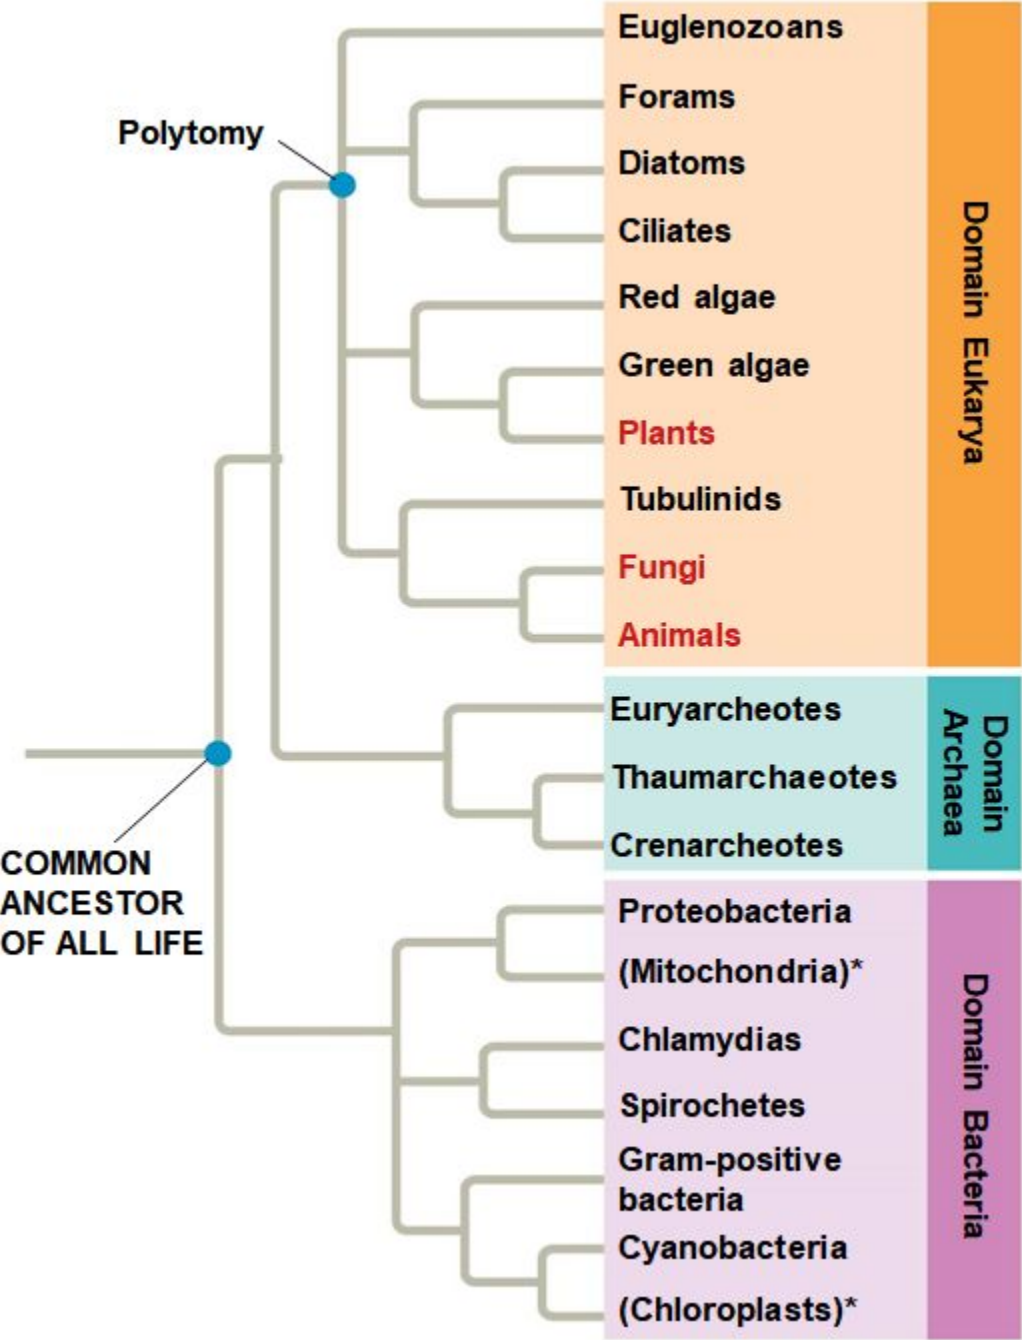 Euglenozoans
Forams
Polytomy
Diatoms
Ciliates
Red algae
Green algae
Plants
Tubulinids
Fungi
Animals
Domain Eukarya
Euryarcheotes
Thaumarchaeotes
Crenarcheotes
Domain
Archaea
COMMON
ANCESTOR
OF ALL LIFE
Proteobacteria
(Mitochondria)*
Chlamydias
Spirochetes
Gram-positive
bacteria
Cyanobacteria
(Chloroplasts)*
Domain Bacteria